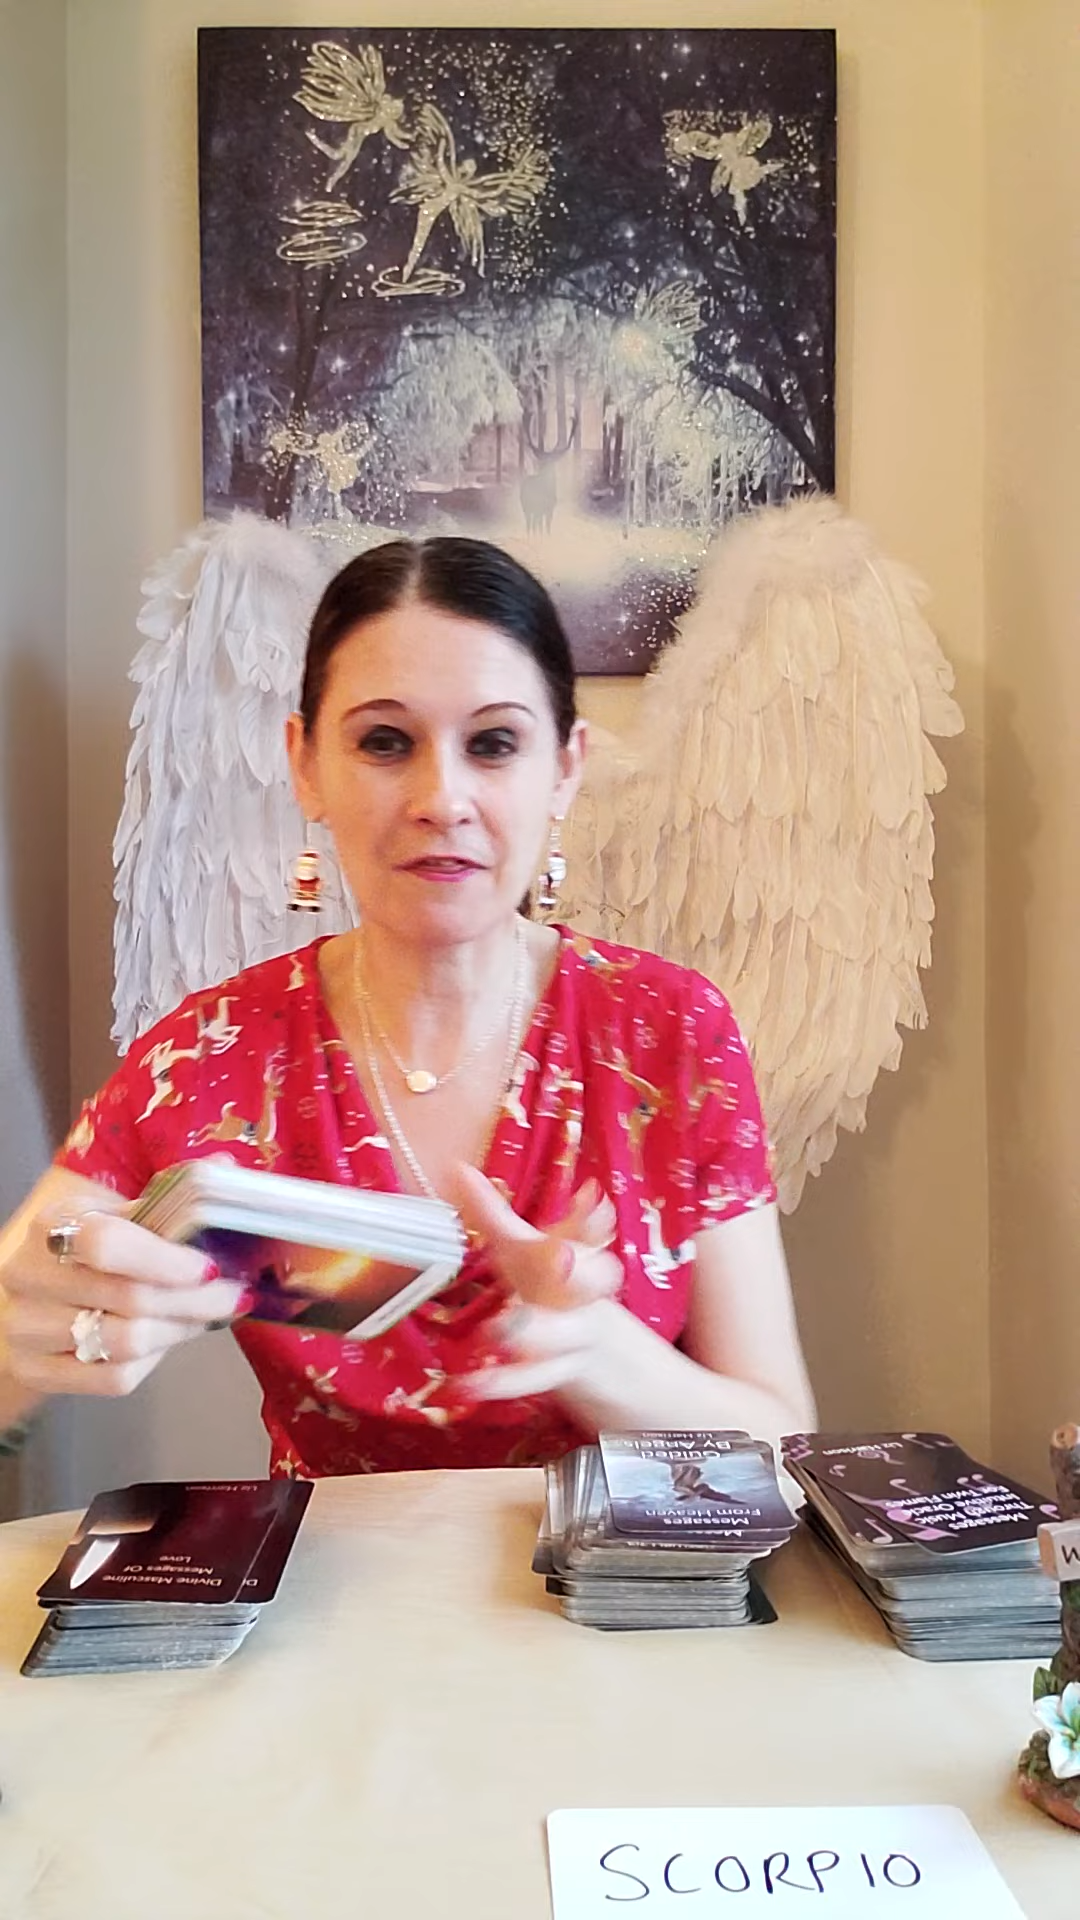 Liz Harrison
Divine Masculine
Messages Of
Love
Di
Liz Harrison
Guided
By Angels
Messages
From Heaven
Liz Harrison
Messages
Through Music
Intuitive Oracle
For Twin Flames
SCORPIO